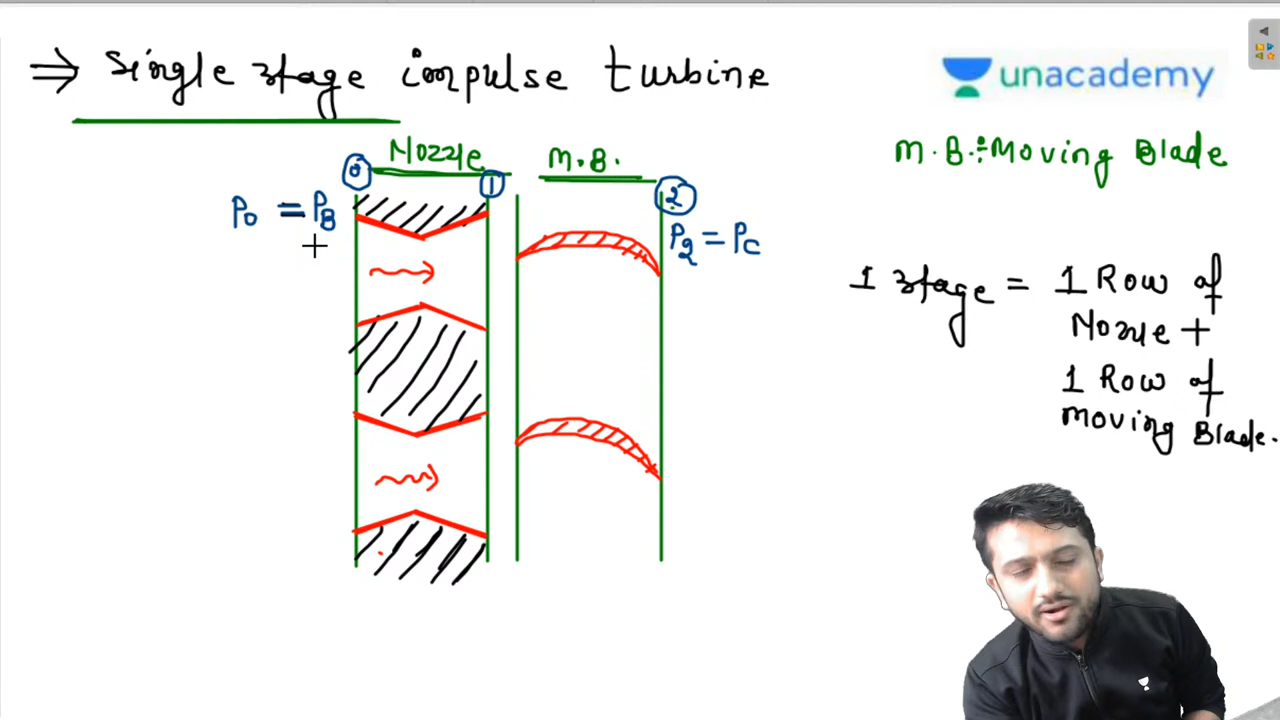 ⇒ Single stage impulse turbine
unacademy
Nozzle
M.B.
M.B.:Moving Blade
0
1
2
P0 = PB
P2 = PC
1 stage = 1 Row of
Nozzle +
1 Row of
moving Blade.